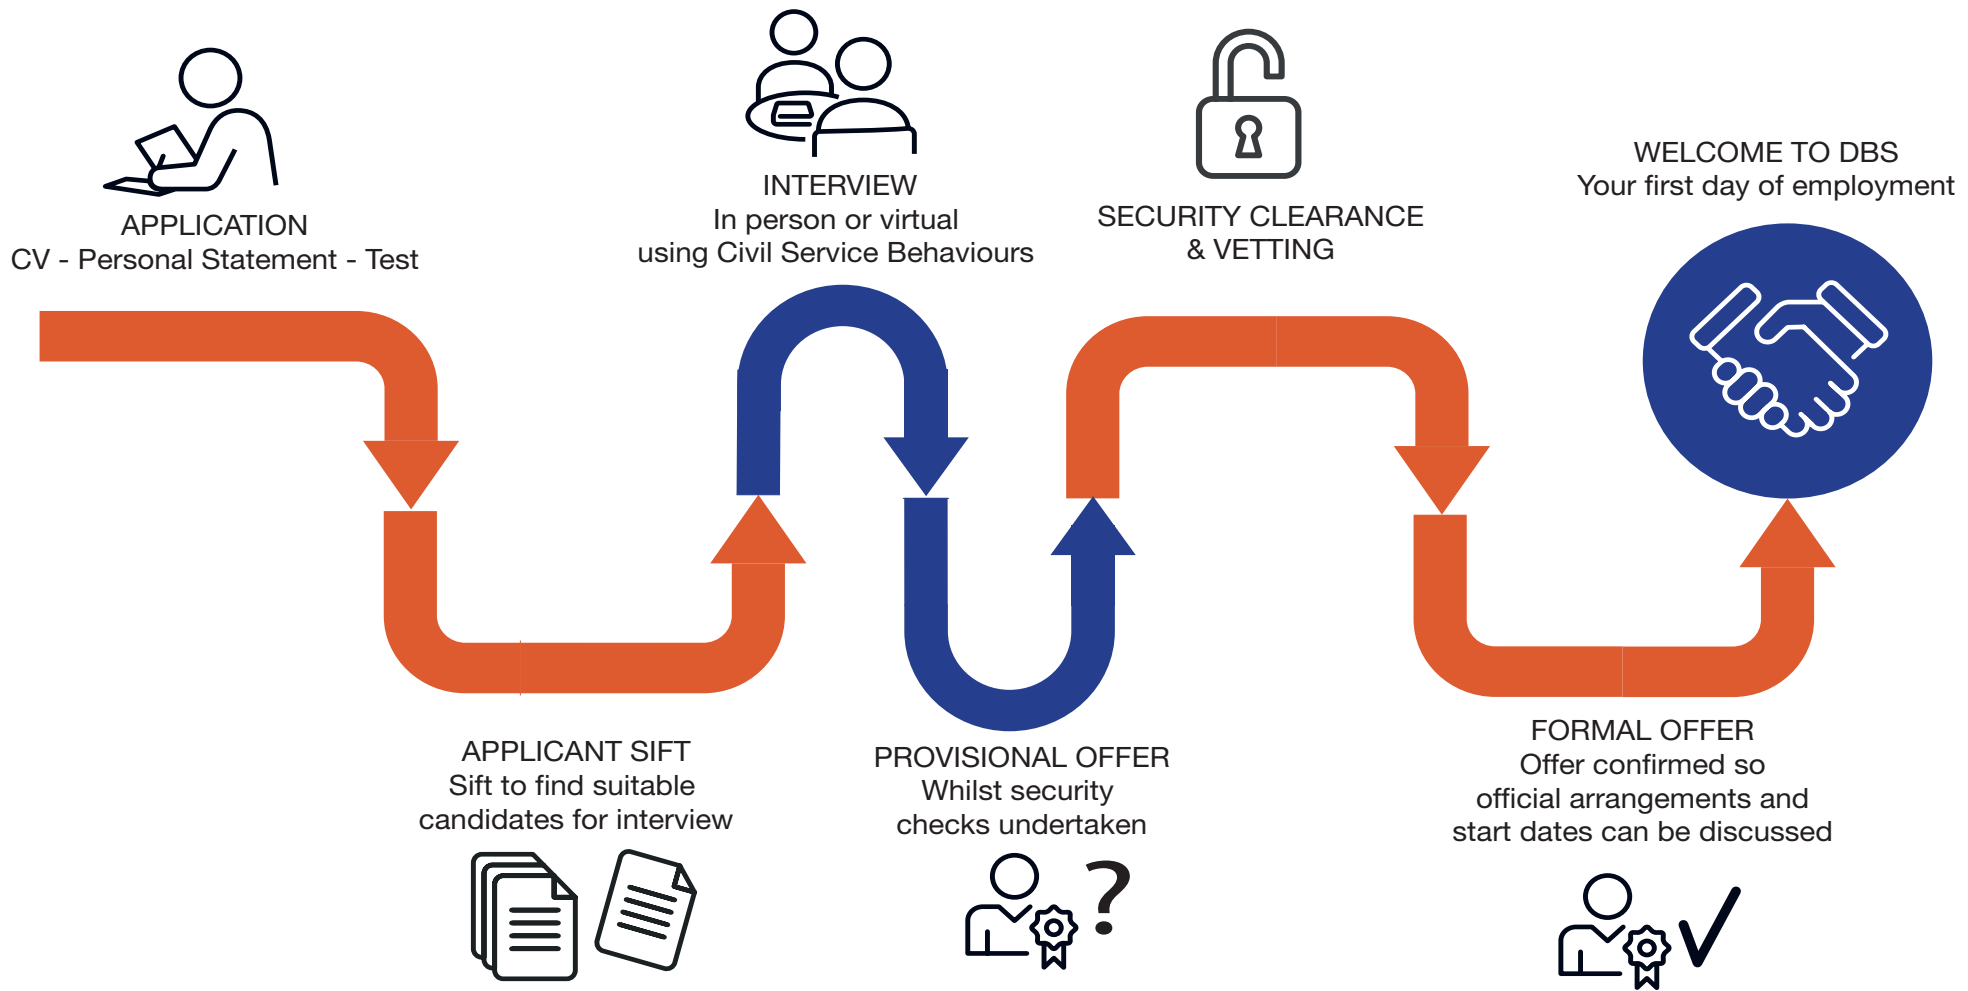 APPLICATION
CV - Personal Statement - Test
APPLICANT SIFT
Sift to find suitable
candidates for interview
INTERVIEW
In person or virtual
using Civil Service Behaviours
PROVISIONAL OFFER
Whilst security
checks undertaken
?
SECURITY CLEARANCE
& VETTING
FORMAL OFFER
Offer confirmed so
official arrangements and
start dates can be discussed
WELCOME TO DBS
Your first day of employment